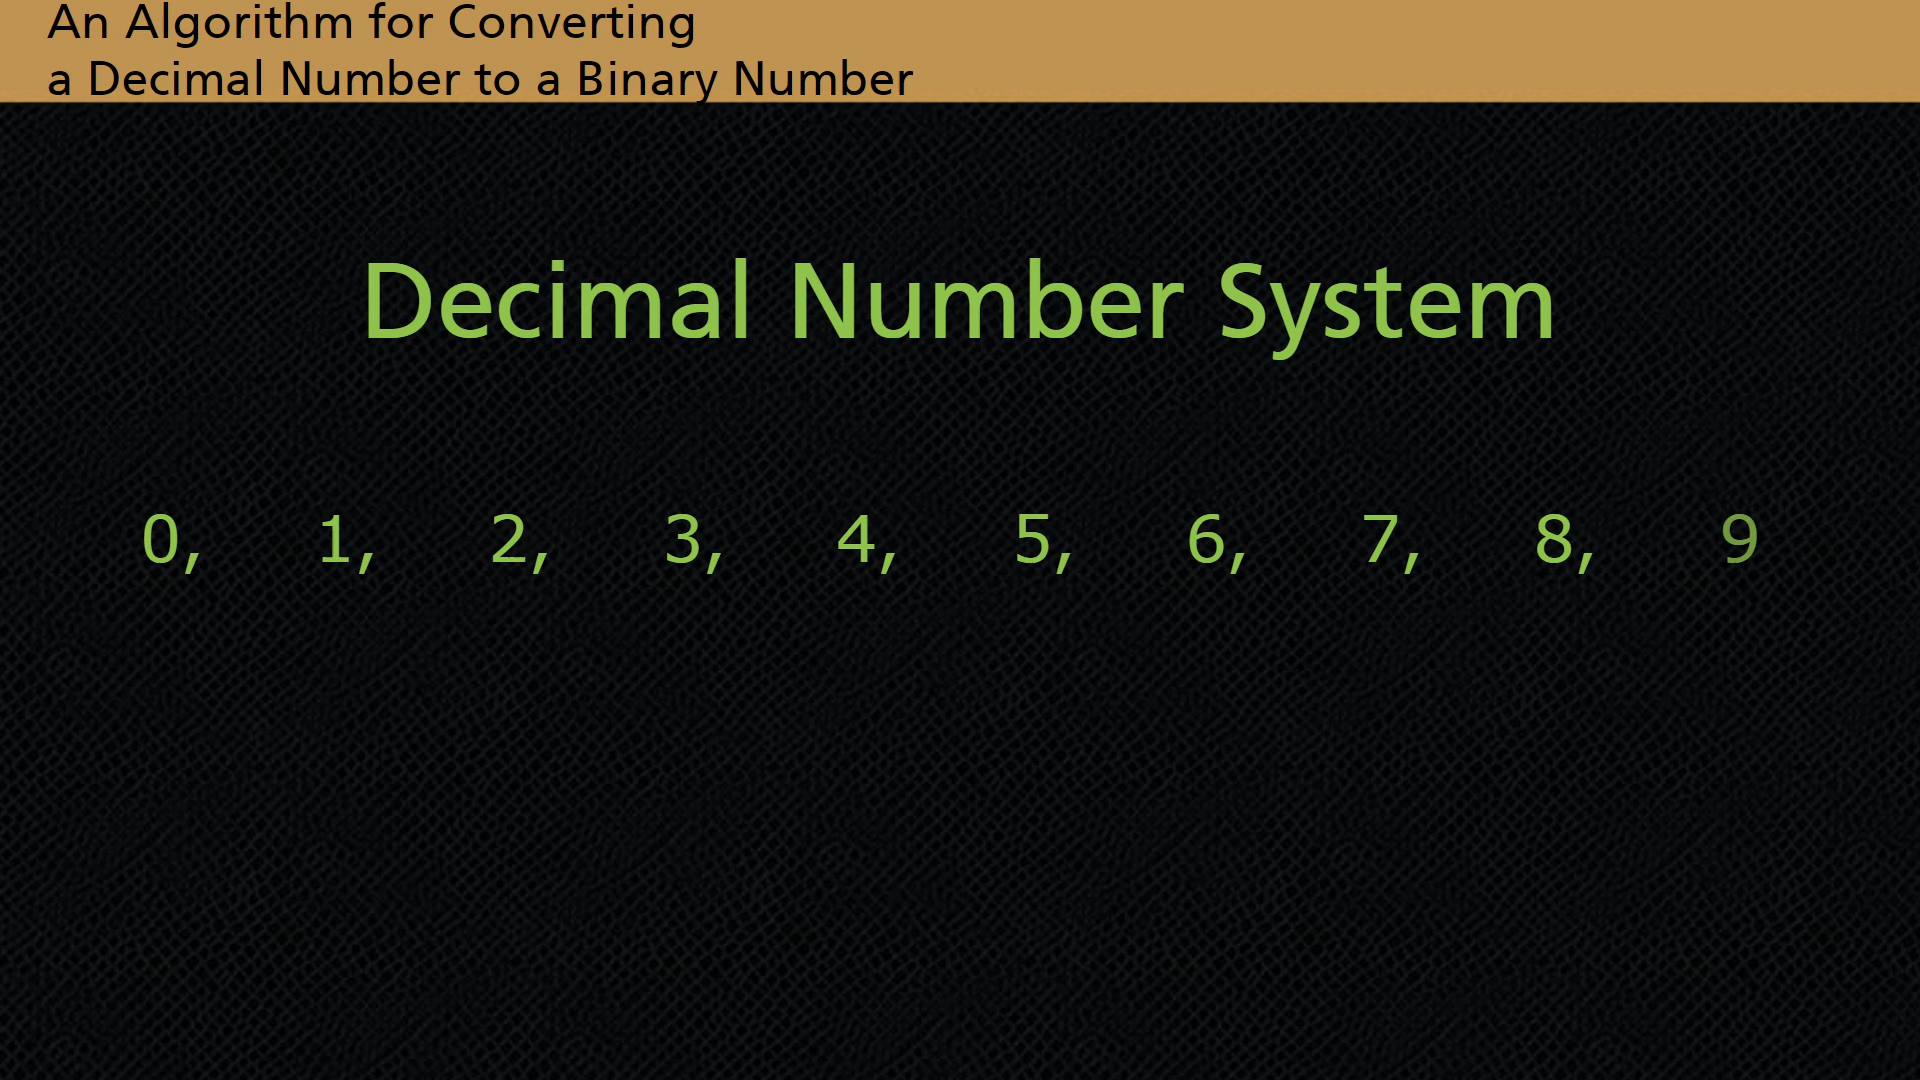 An Algorithm for Converting
a Decimal Number to a Binary Number
Decimal Number System
0, 1, 2, 3, 4, 5, 6, 7, 8, 9